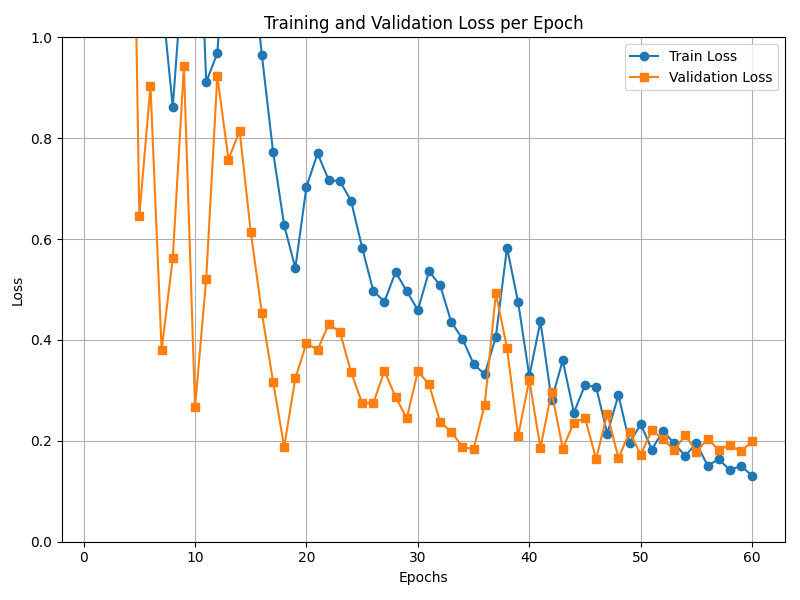 Training and Validation Loss per Epoch
Train Loss
Validation Loss
1.0
0.8
0.6
0.4
0.2
0.0
Loss
0 10 20 30 40 50 60
Epochs